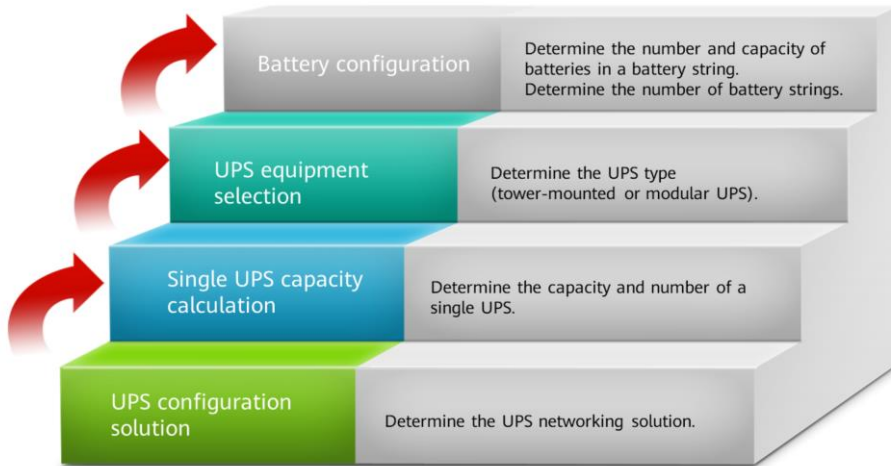 Battery configuration
Determine the number and capacity of
batteries in a battery string.
Determine the number of battery strings.
UPS equipment
selection
Determine the UPS type
(tower-mounted or modular UPS).
Single UPS capacity
calculation
Determine the capacity and number of a
single UPS.
UPS configuration
solution
Determine the UPS networking solution.